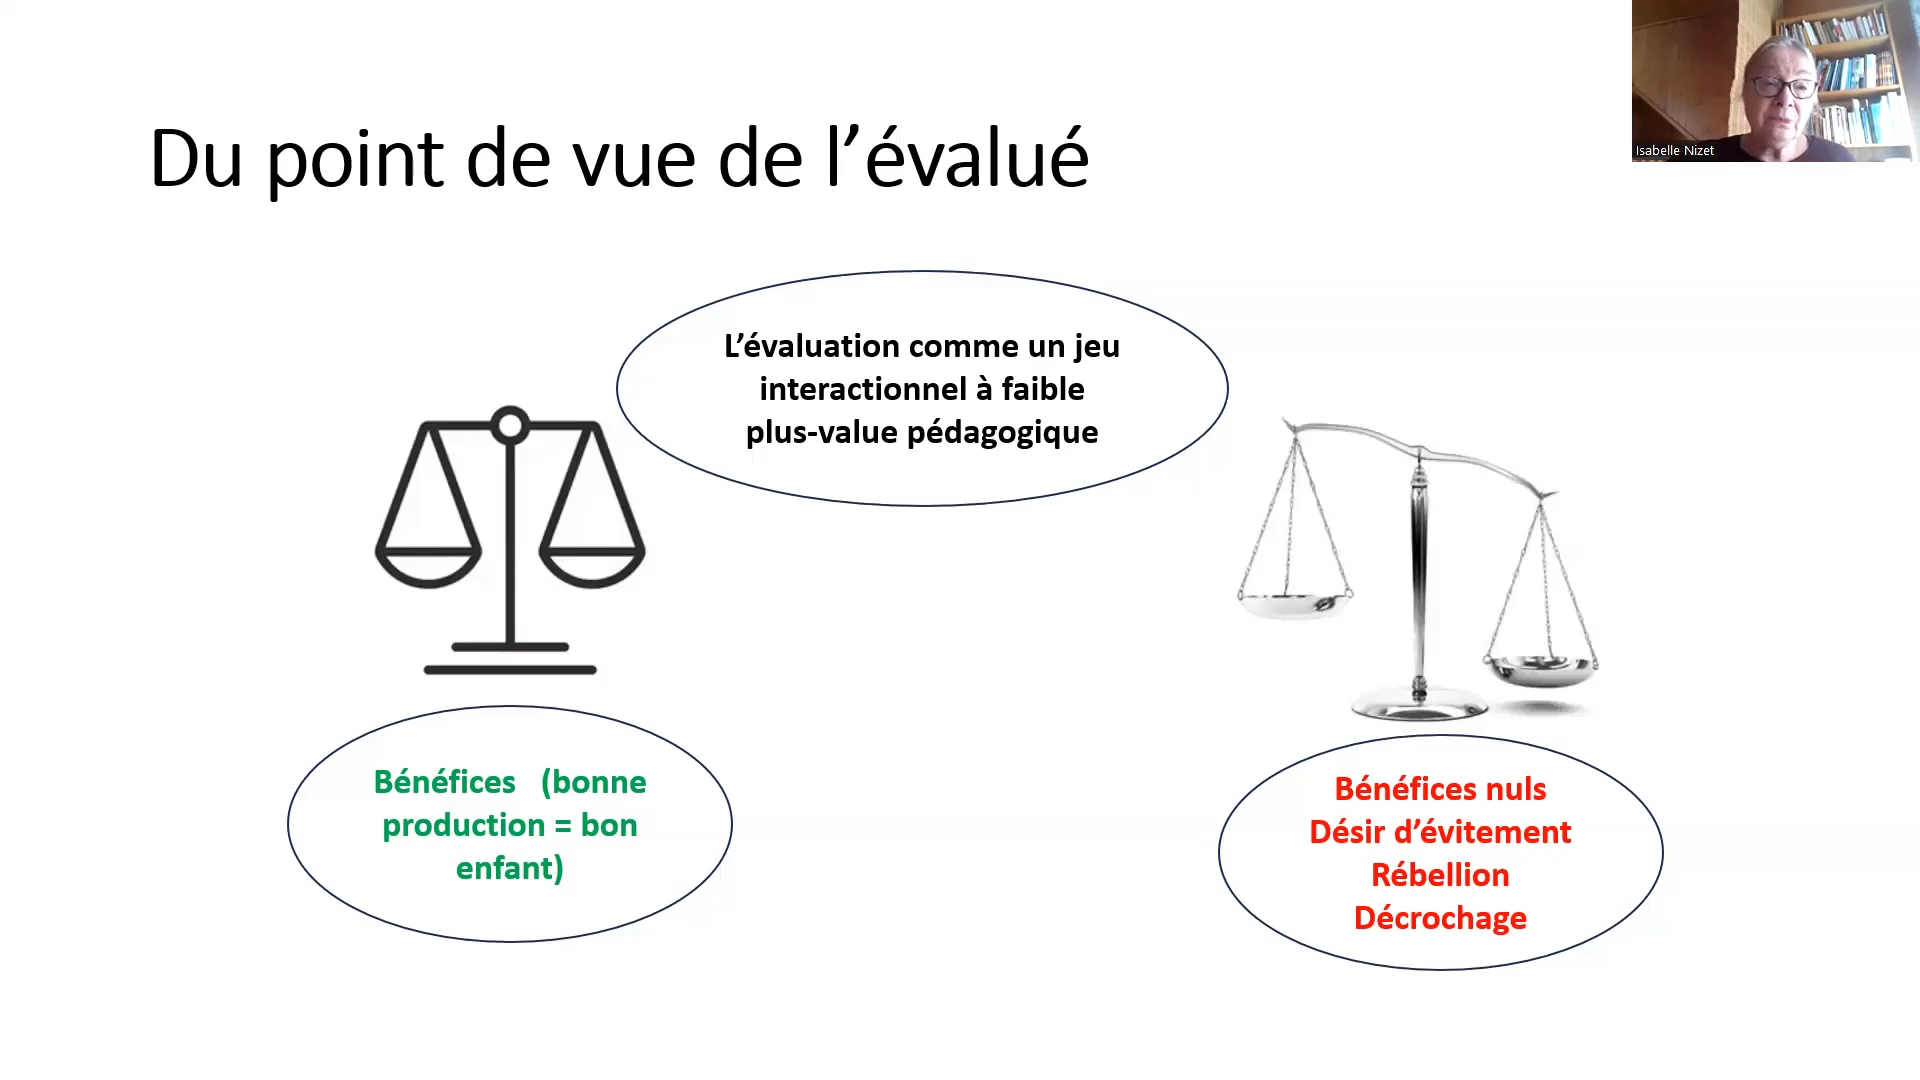 Isabelle Nizet
Du point de vue de l’évalué
L’évaluation comme un jeu
interactionnel à faible
plus-value pédagogique
Bénéfices (bonne
production = bon
enfant)
Bénéfices nuls
Désir d’évitement
Rébellion
Décrochage